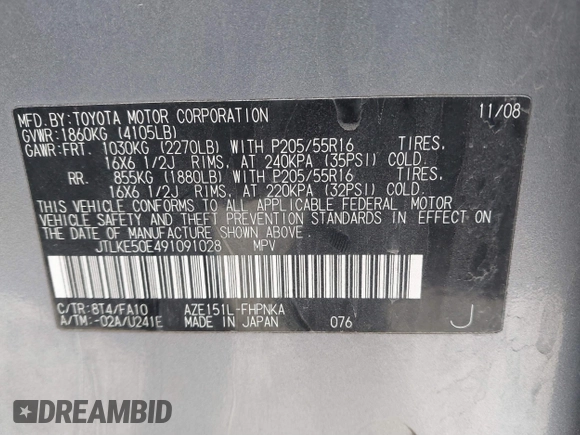 MFD.BY:TOYOTA MOTOR CORPORATION 11/08
GVWR:1860KG (4105LB)
GAWR:FRT. 1030KG (2270LB) WITH P205/55R16 TIRES,
16X6 1/2J RIMS, AT 240KPA (35PSI) COLD.
RR. 855KG (1880LB) WITH P205/55R16 TIRES,
16X6 1/2J RIMS, AT 220KPA (32PSI) COLD.
THIS VEHICLE CONFORMS TO ALL APPLICABLE FEDERAL MOTOR
VEHICLE SAFETY AND THEFT PREVENTION STANDARDS IN EFFECT ON
THE DATE OF MANUFACTURE SHOWN ABOVE.
JTLKE50E491091028 MPV
C/TR:8T4/FA10 AZE151L-FHPNKA
A/TM:-02A/U241E MADE IN JAPAN 076 J
DREAMBID